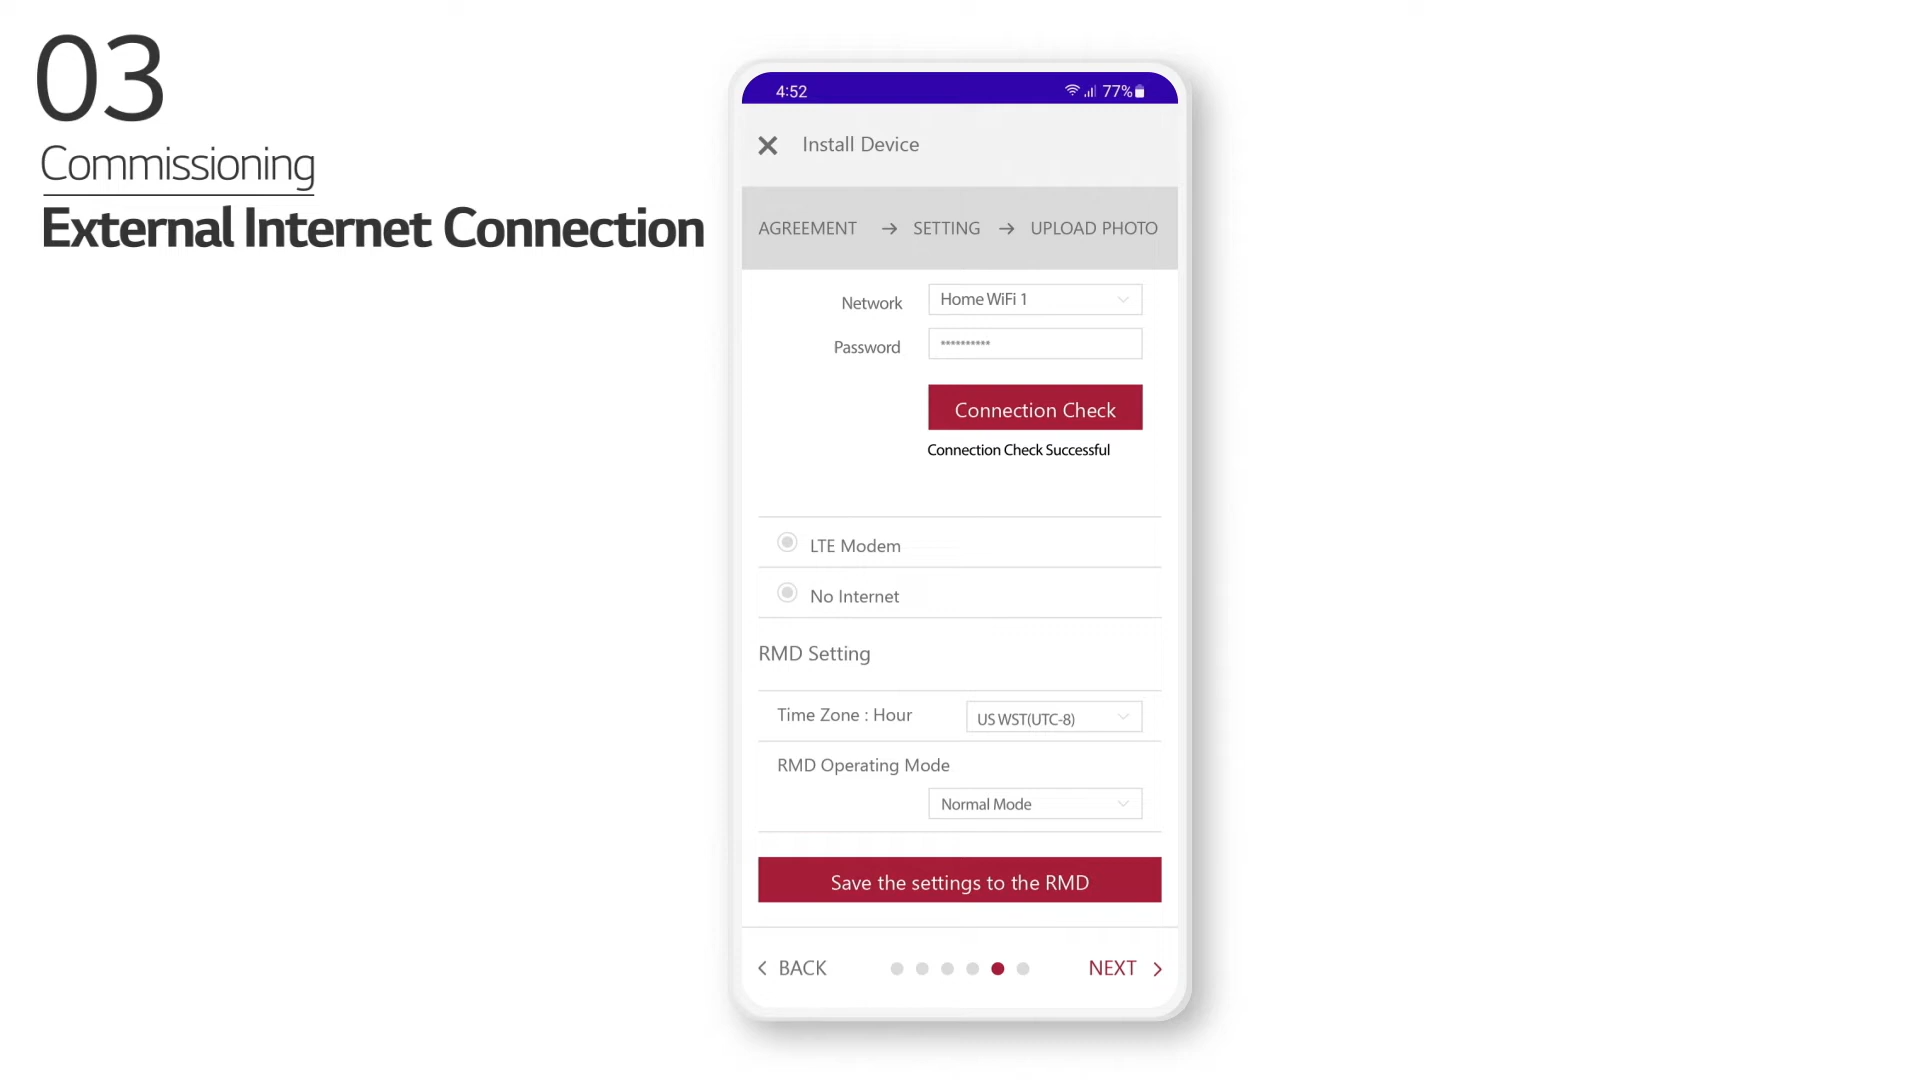 03
Commissioning
External Internet Connection
4:52
77%
Install Device
AGREEMENT → SETTING → UPLOAD PHOTO
Network Home WiFi 1
Password **********
Connection Check
Connection Check Successful
LTE Modem
No Internet
RMD Setting
Time Zone : Hour US WST(UTC-8)
RMD Operating Mode
Normal Mode
Save the settings to the RMD
BACK
NEXT